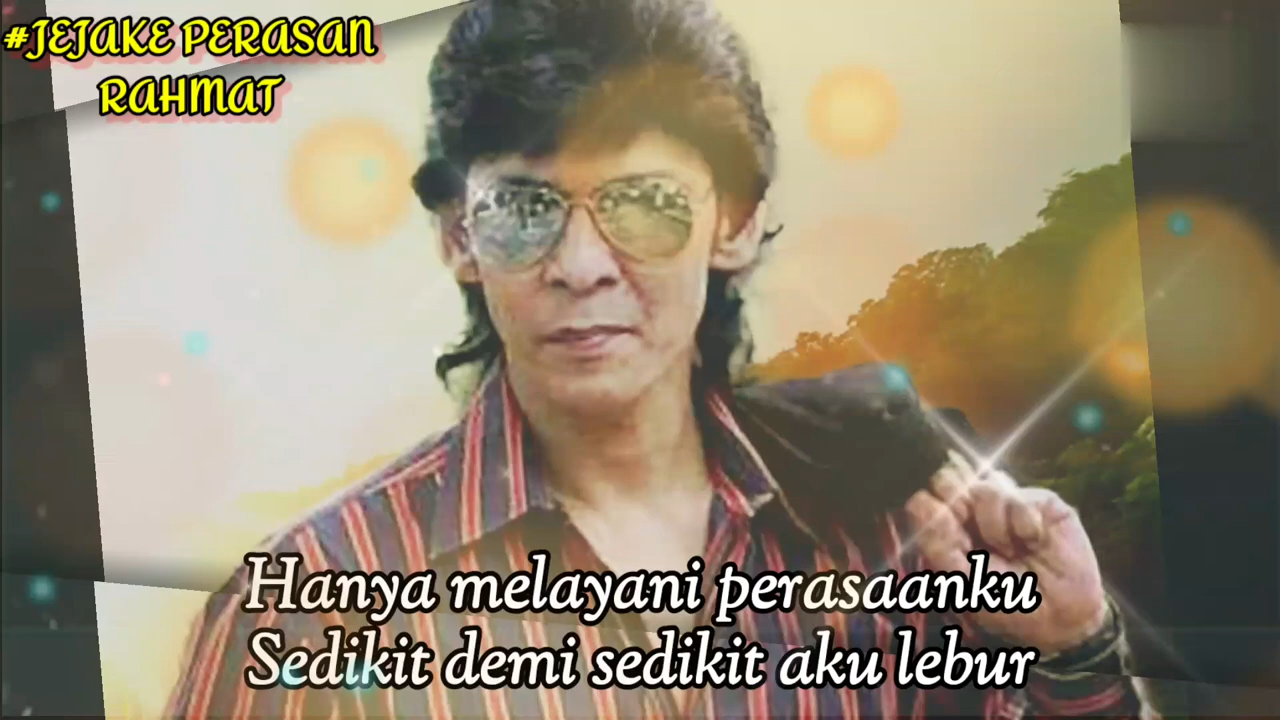 #JEJAKE PERASAN
RAHMAT
Hanya melayani perasaanku
Sedikit demi sedikit aku lebur